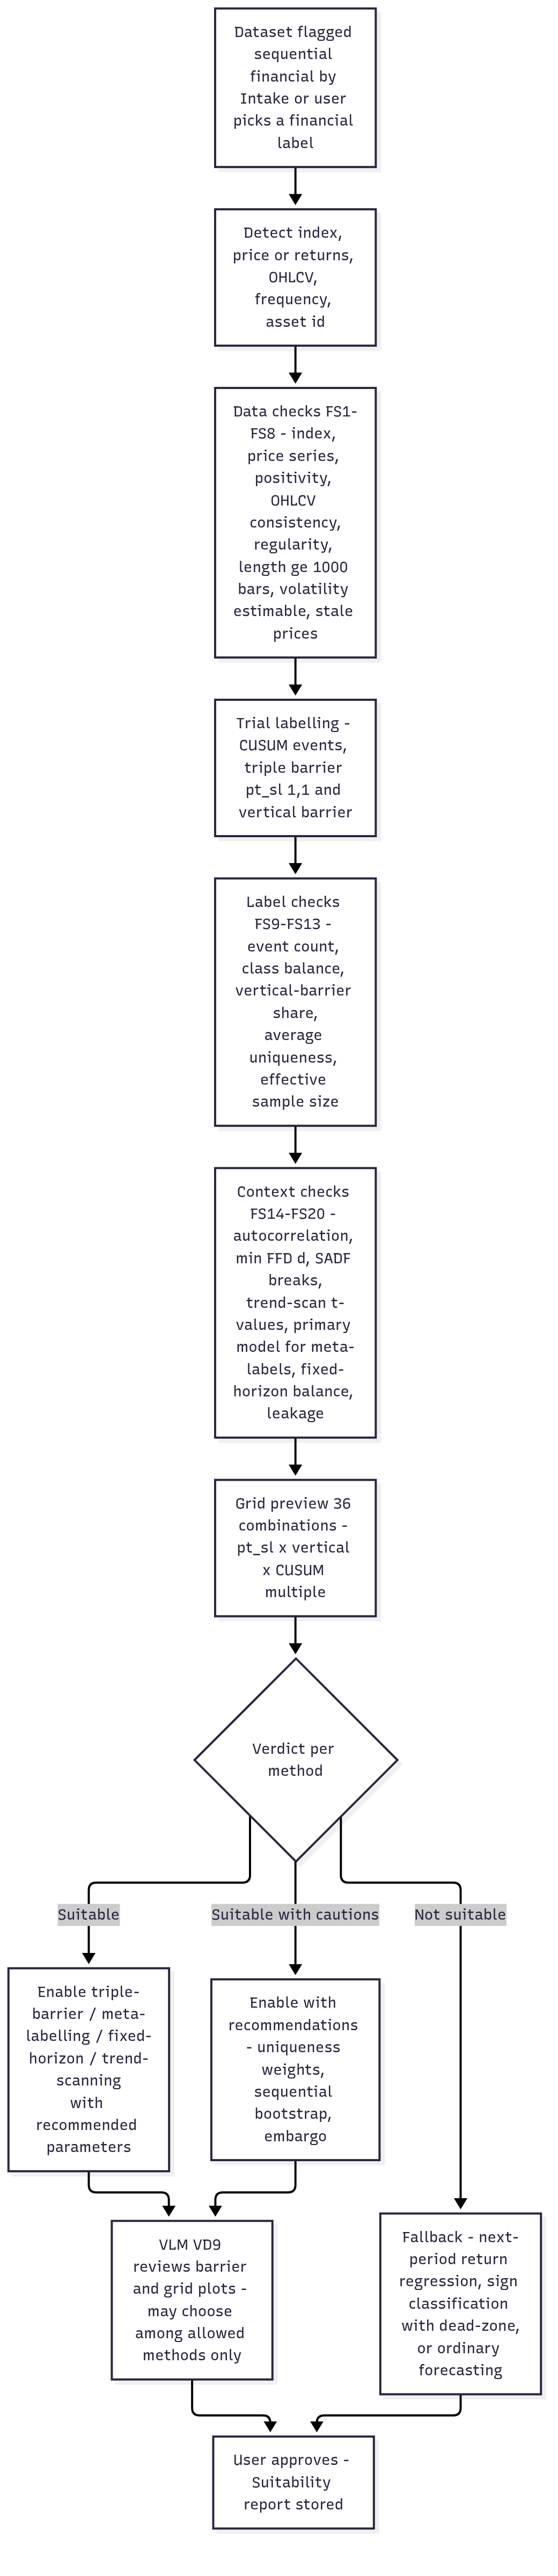 Dataset flagged
sequential
financial by
Intake or user
picks a financial
label
Detect index,
price or returns,
OHLCV,
frequency,
asset id
Data checks FS1-
FS8 - index,
price series,
positivity,
OHLCV
consistency,
regularity,
length ge 1000
bars, volatility
estimable, stale
prices
Trial labelling -
CUSUM events,
triple barrier
pt_sl 1,1 and
vertical barrier
Label checks
FS9-FS13 -
event count,
class balance,
vertical-barrier
share,
average
uniqueness,
effective
sample size
Context checks
FS14-FS20 -
autocorrelation,
min FFD d, SADF
breaks,
trend-scan t-
values, primary
model for meta-
labels, fixed-
horizon balance,
leakage
Grid preview 36
combinations -
pt_sl x vertical
x CUSUM
multiple
Verdict per
method
Suitable
Suitable with cautions
Not suitable
Enable triple-
barrier / meta-
labelling / fixed-
horizon / trend-
scanning
with
recommended
parameters
Enable with
recommendations
- uniqueness
weights,
sequential
bootstrap,
embargo
VLM VD9
reviews barrier
and grid plots -
may choose
among allowed
methods only
Fallback - next-
period return
regression, sign
classification
with dead-zone,
or ordinary
forecasting
User approves -
Suitability
report stored